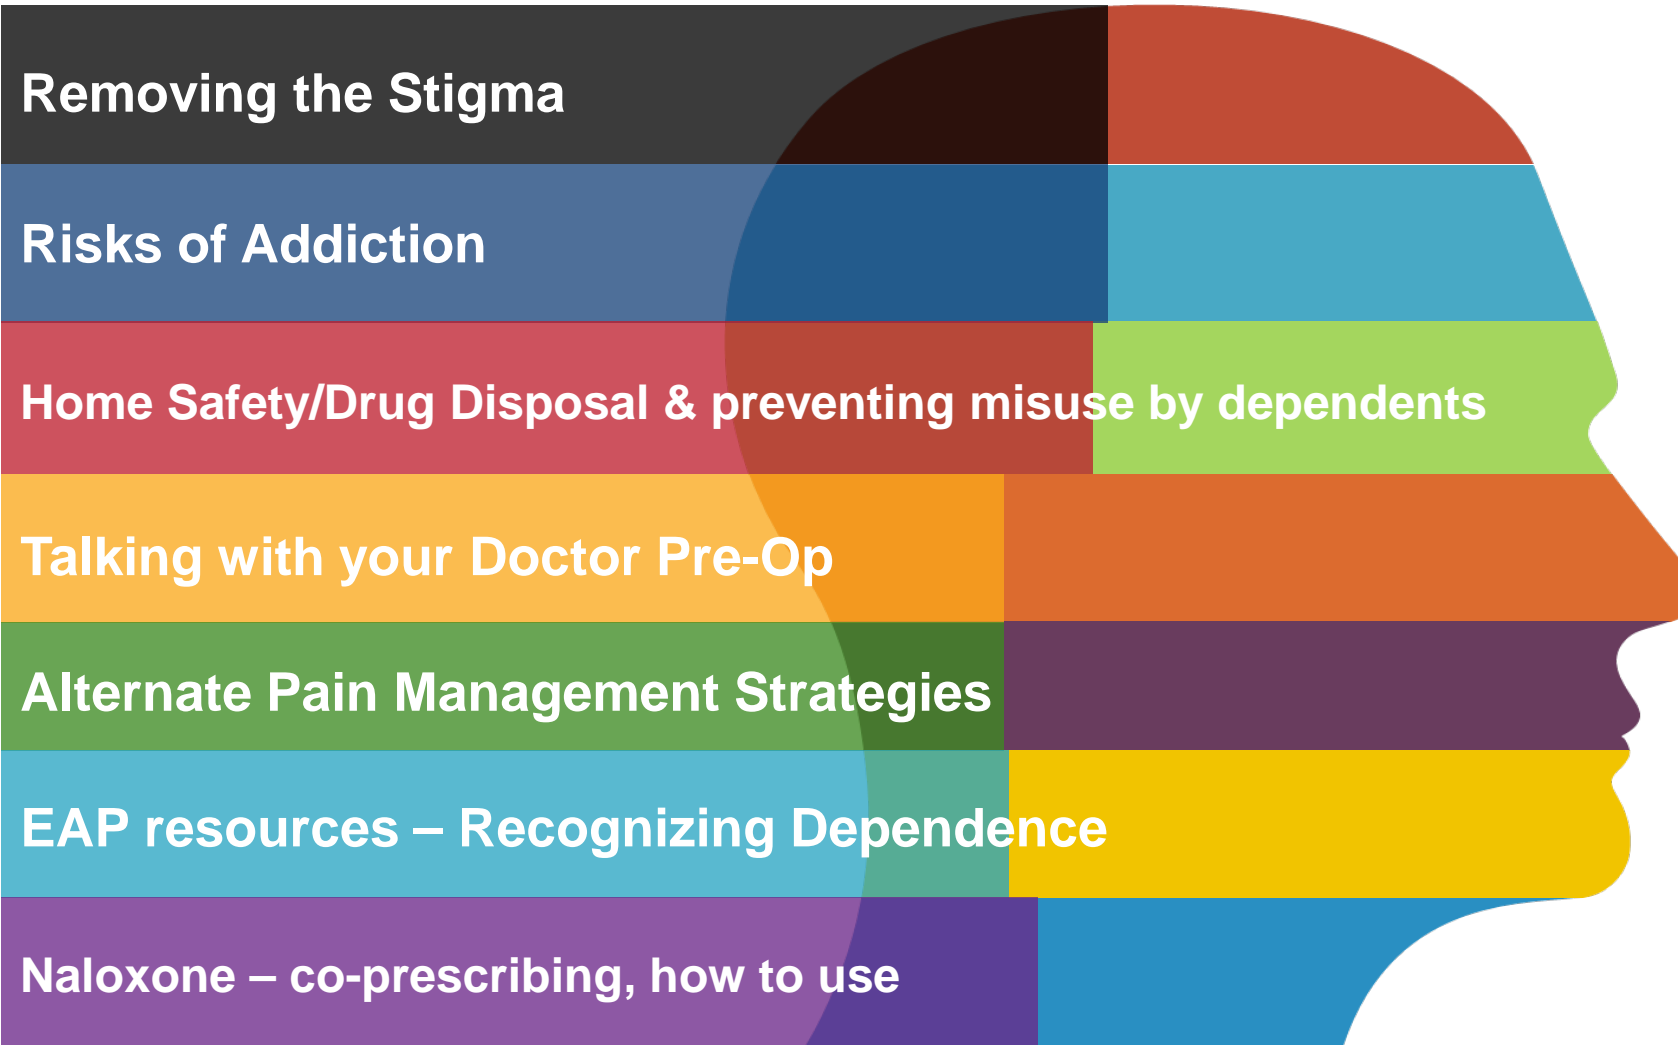 Removing the Stigma
Risks of Addiction
Home Safety/Drug Disposal & preventing misuse by dependents
Talking with your Doctor Pre-Op
Alternate Pain Management Strategies
EAP resources – Recognizing Dependence
Naloxone – co-prescribing, how to use